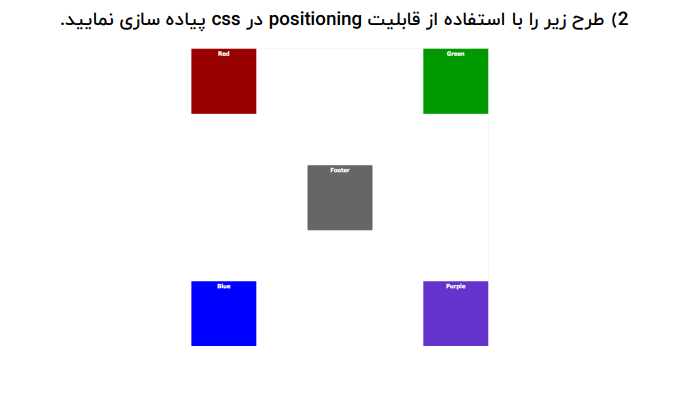 2) طرح زیر را با استفاده از قابلیت positioning در css پیاده سازی نمایید.
Red
Green
Footer
Blue
Purple